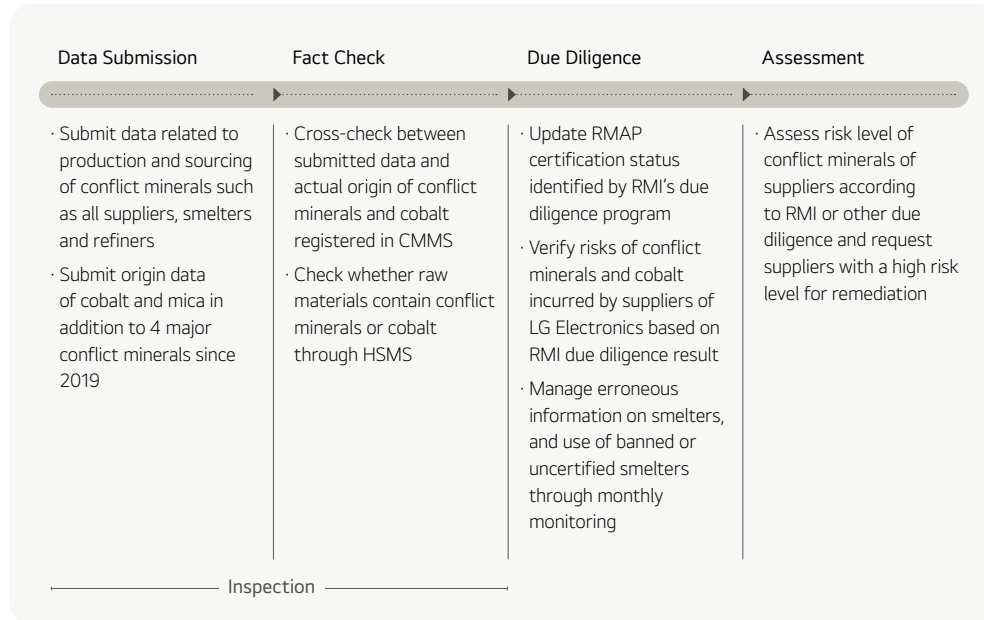 Data Submission
Fact Check
Due Diligence
Assessment
· Submit data related to
production and sourcing
of conflict minerals such
as all suppliers, smelters
and refiners
· Submit origin data
of cobalt and mica in
addition to 4 major
conflict minerals since
2019
· Cross-check between
submitted data and
actual origin of conflict
minerals and cobalt
registered in CMMS
· Check whether raw
materials contain conflict
minerals or cobalt
through HSMS
· Update RMAP
certification status
identified by RMI’s due
diligence program
· Verify risks of conflict
minerals and cobalt
incurred by suppliers of
LG Electronics based on
RMI due diligence result
· Manage erroneous
information on smelters,
and use of banned or
uncertified smelters
through monthly
monitoring
· Assess risk level of
conflict minerals of
suppliers according
to RMI or other due
diligence and request
suppliers with a high risk
level for remediation
Inspection